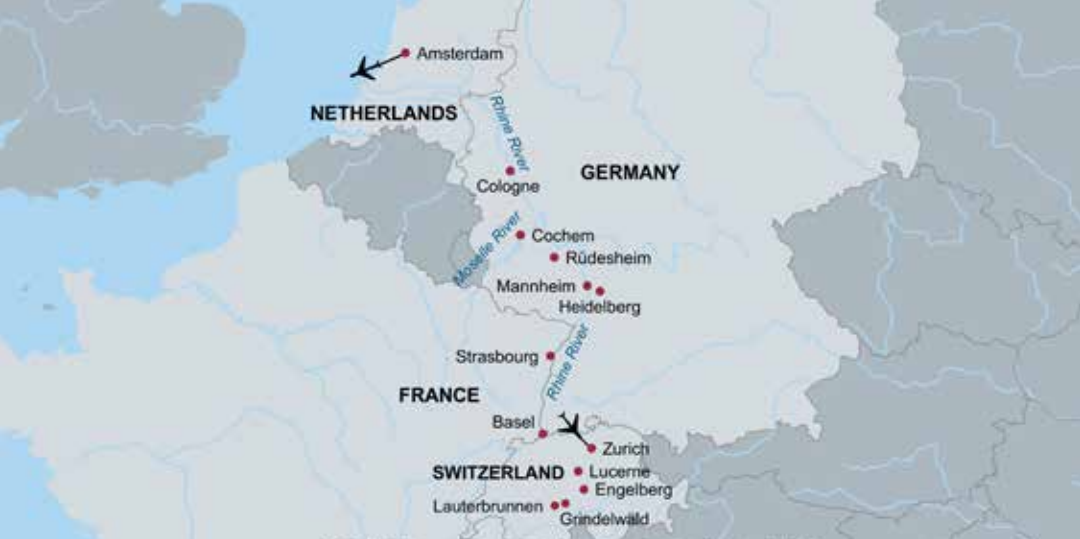 Amsterdam
NETHERLANDS
Rhine River
GERMANY
Cologne
Moselle River
Cochem
Rüdesheim
Mannheim
Heidelberg
Rhine River
Strasbourg
FRANCE
Basel
Zurich
SWITZERLAND
Lucerne
Engelberg
Lauterbrunnen
Grindelwald